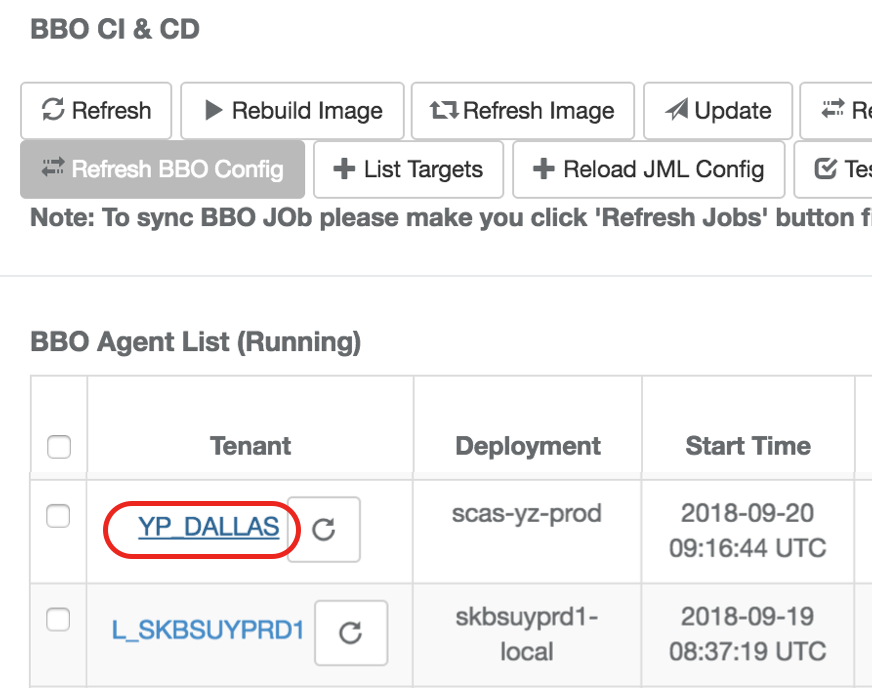 BBO CI & CD
Refresh Rebuild Image Refresh Image Update
Refresh BBO Config List Targets Reload JML Config
Note: To sync BBO JOb please make you click 'Refresh Jobs' button
BBO Agent List (Running)
Tenant Deployment Start Time
YP_DALLAS scas-yz-prod 2018-09-20
09:16:44 UTC
L_SKBSUYPRD1 skbsuyprd1- 2018-09-19
local 08:37:19 UTC